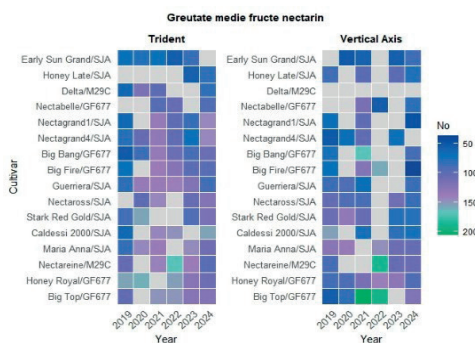 Greutate medie fructe nectarin
Trident
Vertical Axis
Early Sun Grand/SJA
Honey Late/SJA
Delta/M29C
Nectabelle/GF677
Nectagrand1/SJA
Nectagrand4/SJA
Big Bang/GF677
Big Fire/GF677
Guerriera/SJA
Nectaross/SJA
Stark Red Gold/SJA
Caldessi 2000/SJA
Maria Anna/SJA
Nectareine/M29C
Honey Royal/GF677
Big Top/GF677
Cultivar
2019 2020 2021 2022 2023 2024
Year
Early Sun Grand/SJA
Honey Late/SJA
Delta/M29C
Nectabelle/GF677
Nectagrand1/SJA
Nectagrand4/SJA
Big Bang/GF677
Big Fire/GF677
Guerriera/SJA
Nectaross/SJA
Stark Red Gold/SJA
Caldessi 2000/SJA
Maria Anna/SJA
Nectareine/M29C
Honey Royal/GF677
Big Top/GF677
2019 2020 2021 2022 2023 2024
Year
No
50
100
150
200